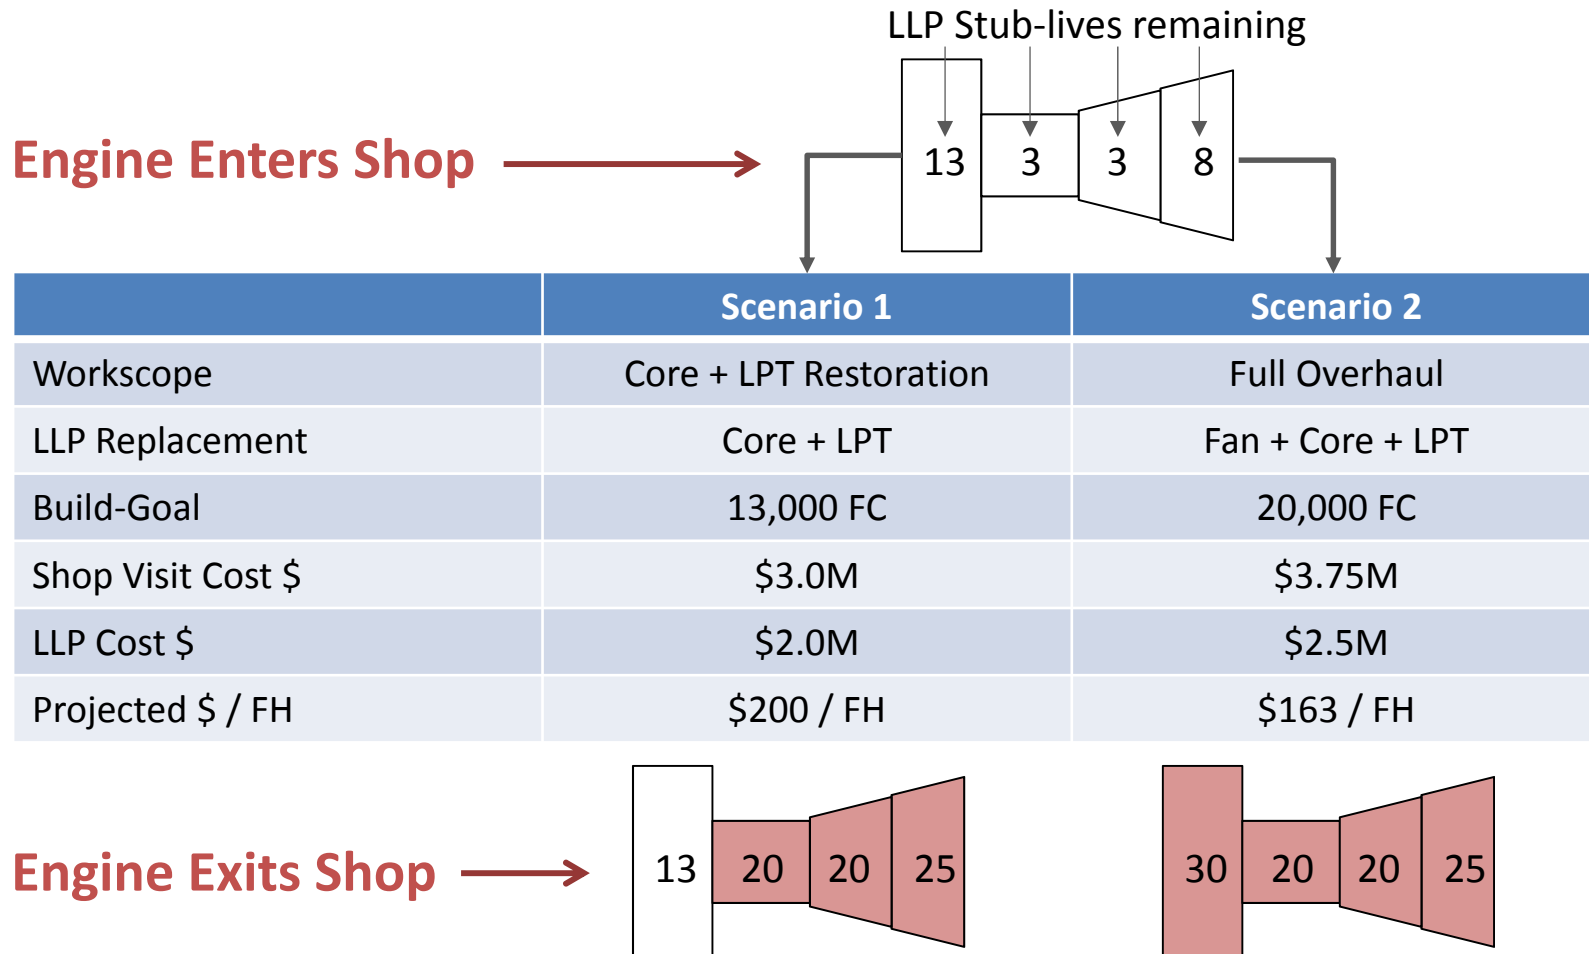 LLP Stub-lives remaining
Engine Enters Shop
13 3 3 8
Scenario 1 Scenario 2
Workscope Core + LPT Restoration Full Overhaul
LLP Replacement Core + LPT Fan + Core + LPT
Build-Goal 13,000 FC 20,000 FC
Shop Visit Cost $ $3.0M $3.75M
LLP Cost $ $2.0M $2.5M
Projected $ / FH $200 / FH $163 / FH
Engine Exits Shop
13 20 20 25 30 20 20 25